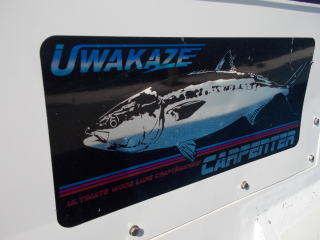 UWAKAZE
ULTIMATE WOOD LURE CRAFTSMANSHIP
CARPENTER